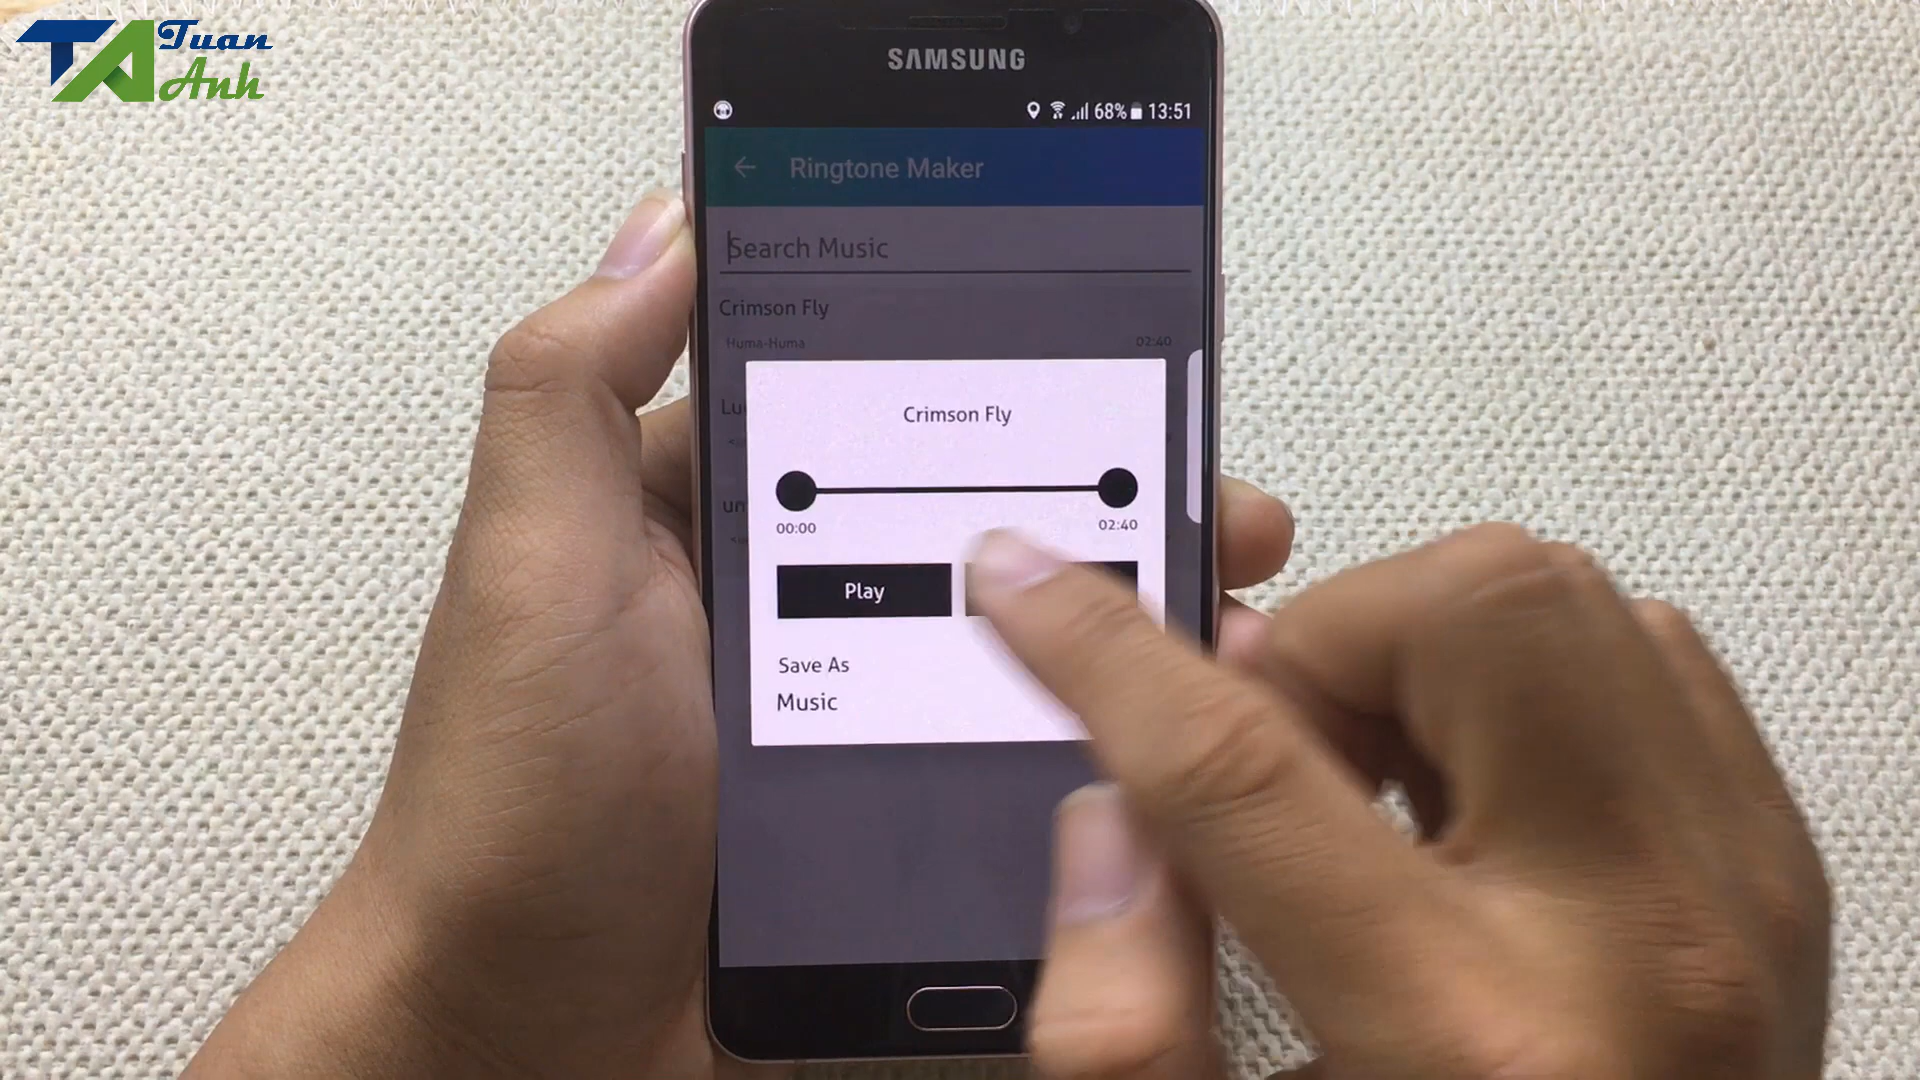 TA Tuan
Anh
SAMSUNG
68% 13:51
Ringtone Maker
Search Music
Crimson Fly
Huma-Huma 02:40
Crimson Fly
00:00 02:40
Play
Save As
Music